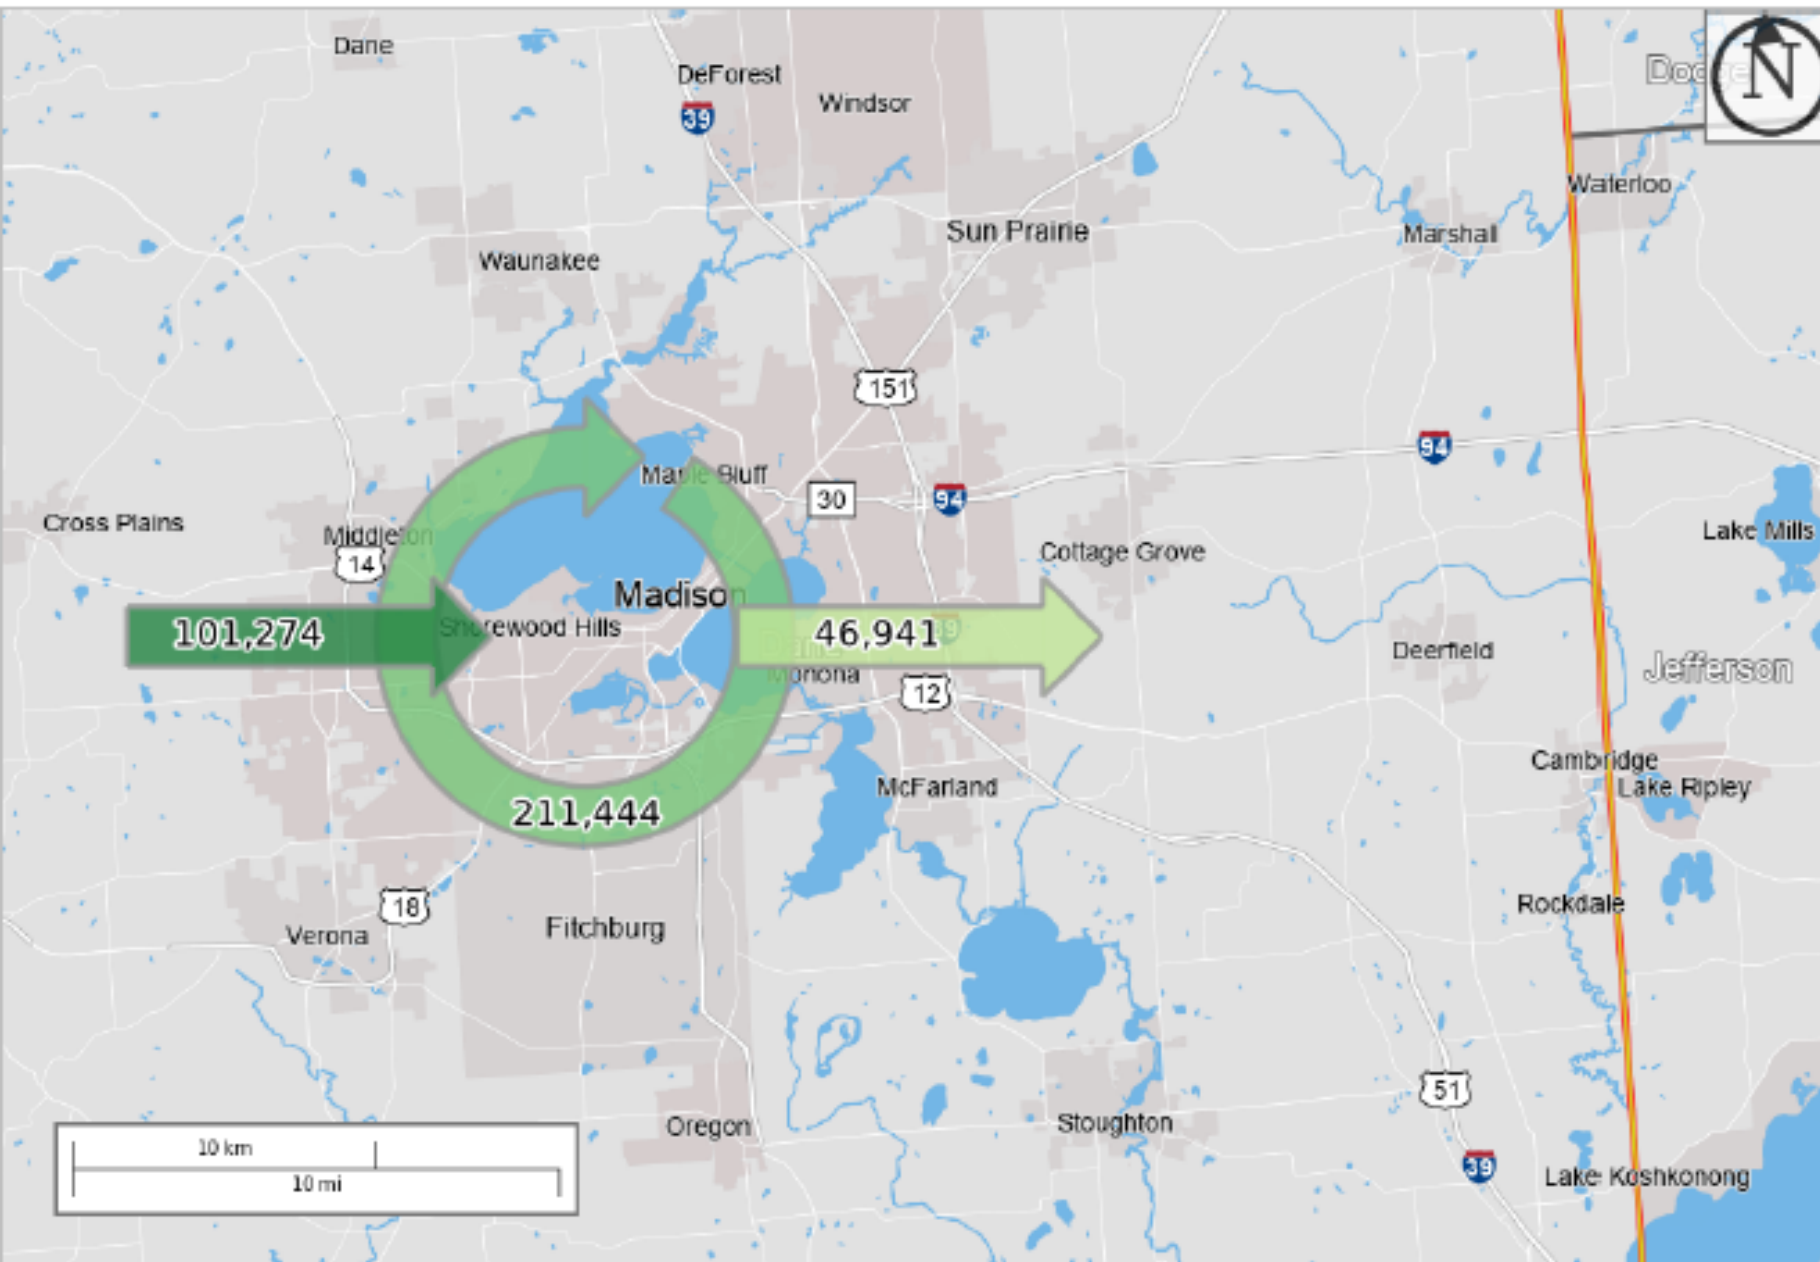 Dane
DeForest
39
Windsor
N
Waterloo
Sun Prairie
Marshall
Waunakee
151
94
Maple Bluff
30
94
Cross Plains
Middleton
14
Lake Mills
Cottage Grove
Madison
Shorewood Hills
101,274
46,941
Monona
Deerfield
Jefferson
12
Cambridge
McFarland
Lake Ripley
211,444
18
Rockdale
Verona
Fitchburg
51
Oregon
Stoughton
10 km
10 mi
39
Lake Koshkonong